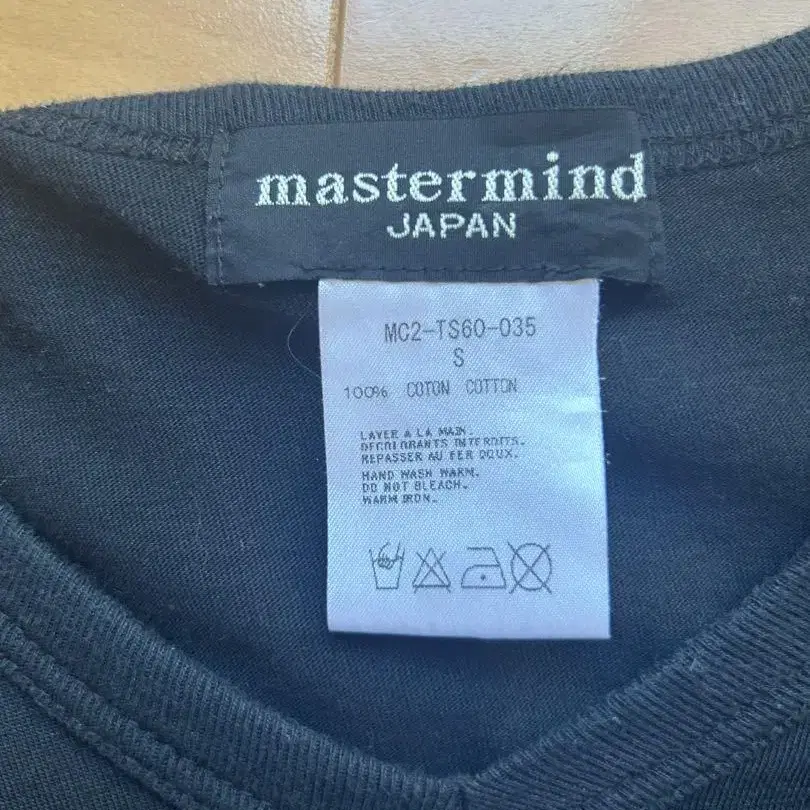 mastermind
JAPAN
MC2-TS60-035
S
100% COTON COTTON
LAVER A LA MAIN.
DECOLORANTS INTERDITS.
REPASSER AU FER DOUX.
HAND WASH WARM.
DO NOT BLEACH.
WARM IRON.